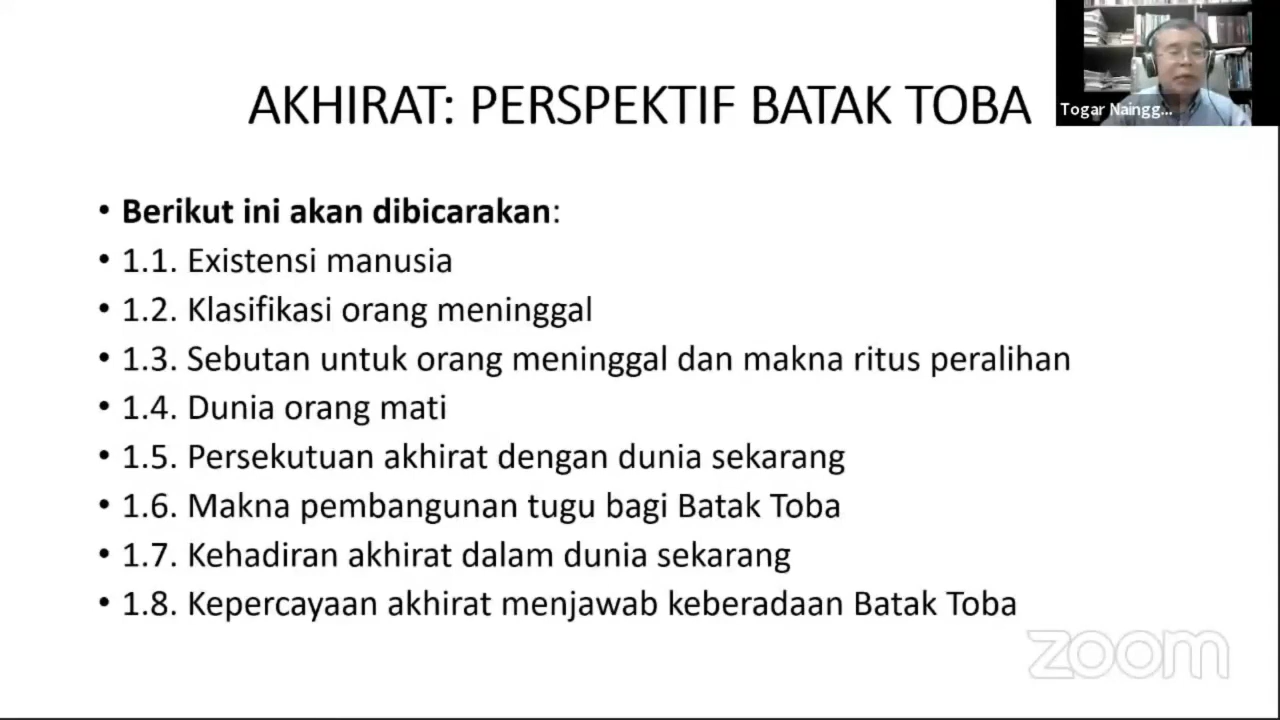 AKHIRAT: PERSPEKTIF BATAK TOBA
Togar Naingg...
• Berikut ini akan dibicarakan:
• 1.1. Existensi manusia
• 1.2. Klasifikasi orang meninggal
• 1.3. Sebutan untuk orang meninggal dan makna ritus peralihan
• 1.4. Dunia orang mati
• 1.5. Persekutuan akhirat dengan dunia sekarang
• 1.6. Makna pembangunan tugu bagi Batak Toba
• 1.7. Kehadiran akhirat dalam dunia sekarang
• 1.8. Kepercayaan akhirat menjawab keberadaan Batak Toba
zoom